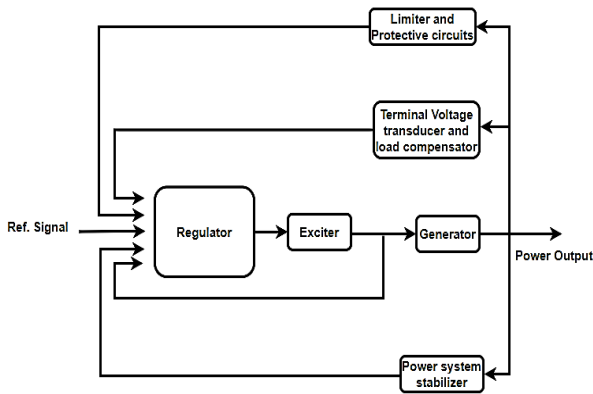 Limiter and
Protective circuits
Terminal Voltage
transducer and
load compensator
Ref. Signal
Regulator
Exciter
Generator
Power Output
Power system
stabilizer